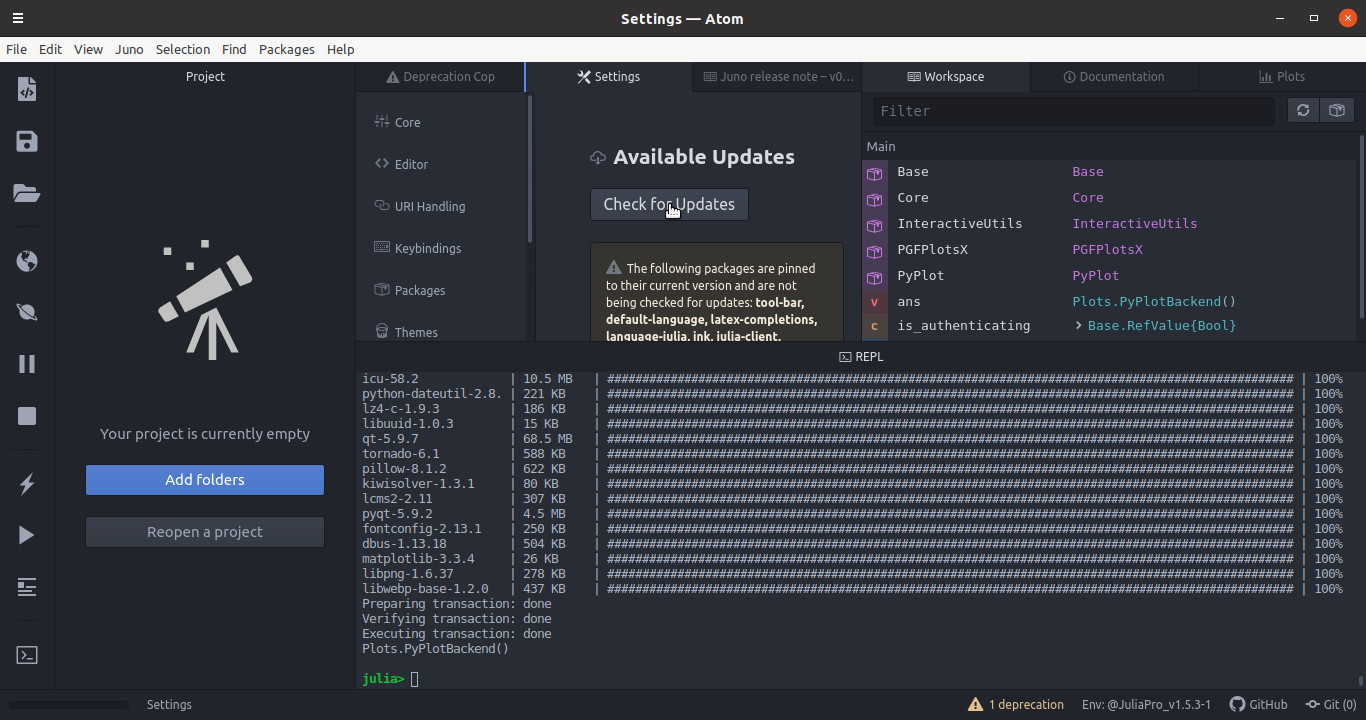 Settings — Atom
File Edit View Juno Selection Find Packages Help
Project
Your project is currently empty
Add folders
Reopen a project
Deprecation Cop
Settings
Juno release note – v0…
Core
Editor
URI Handling
Keybindings
Packages
Themes
Available Updates
Check for Updates
The following packages are pinned
to their current version and are not
being checked for updates: tool-bar,
default-language, latex-completions,
language-julia, ink, julia-client,
Workspace
Documentation
Plots
Filter
Main
Base Base
Core Core
InteractiveUtils InteractiveUtils
PGFPlotsX PGFPlotsX
PyPlot PyPlot
v ans Plots.PyPlotBackend()
c is_authenticating > Base.RefValue{Bool}
REPL
icu-58.2 | 10.5 MB | ################################################################################################## | 100%
python-dateutil-2.8. | 221 KB | ################################################################################################## | 100%
lz4-c-1.9.3 | 186 KB | ################################################################################################## | 100%
libuuid-1.0.3 | 15 KB | ################################################################################################## | 100%
qt-5.9.7 | 68.5 MB | ################################################################################################## | 100%
tornado-6.1 | 588 KB | ################################################################################################## | 100%
pillow-8.1.2 | 622 KB | ################################################################################################## | 100%
kiwisolver-1.3.1 | 80 KB | ################################################################################################## | 100%
lcms2-2.11 | 307 KB | ################################################################################################## | 100%
pyqt-5.9.2 | 4.5 MB | ################################################################################################## | 100%
fontconfig-2.13.1 | 250 KB | ################################################################################################## | 100%
dbus-1.13.18 | 504 KB | ################################################################################################## | 100%
matplotlib-3.3.4 | 26 KB | ################################################################################################## | 100%
libpng-1.6.37 | 278 KB | ################################################################################################## | 100%
libwebp-base-1.2.0 | 437 KB | ################################################################################################## | 100%
Preparing transaction: done
Verifying transaction: done
Executing transaction: done
Plots.PyPlotBackend()
julia>
Settings
1 deprecation
Env: @JuliaPro_v1.5.3-1
GitHub
Git (0)